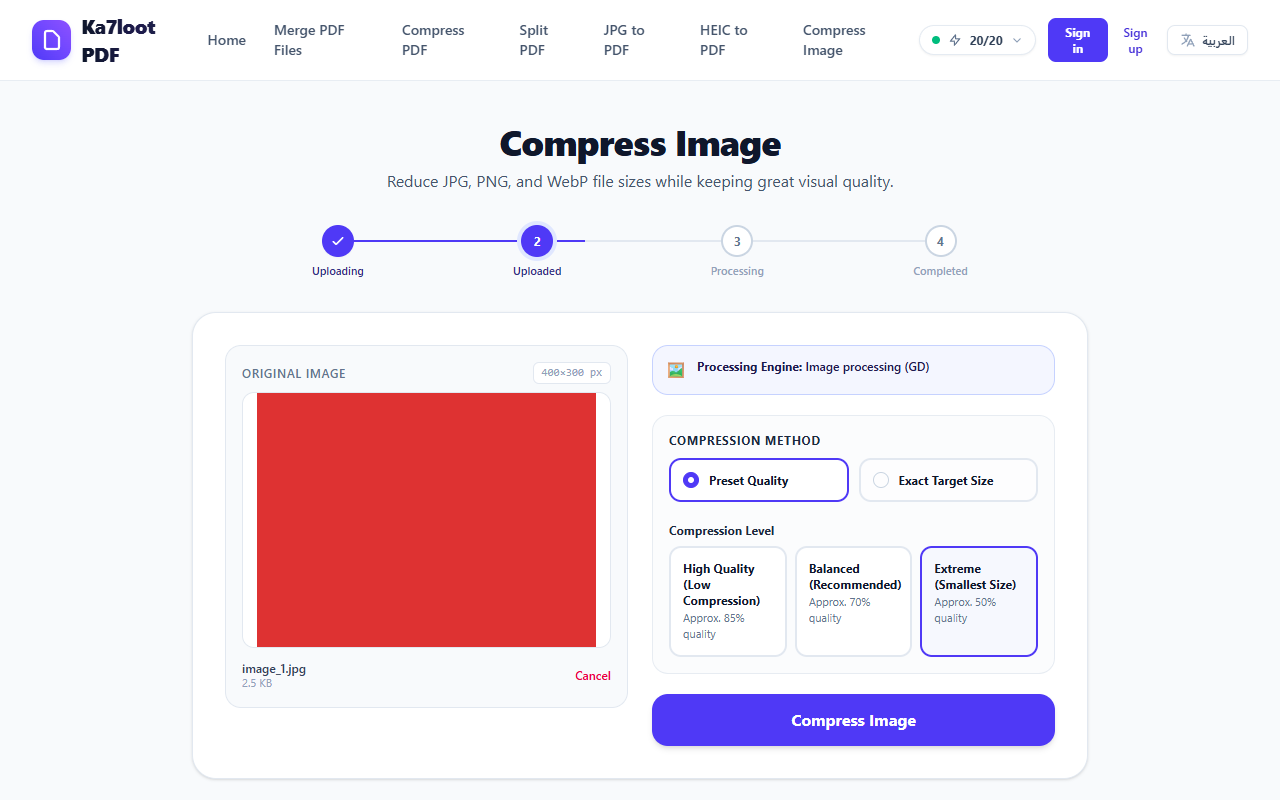 Ka7loot
PDF
Home
Merge PDF
Files
Compress
PDF
Split
PDF
JPG to
PDF
HEIC to
PDF
Compress
Image
20/20
Sign
in
Sign
up
العربية
Compress Image
Reduce JPG, PNG, and WebP file sizes while keeping great visual quality.
2
3
4
Uploading
Uploaded
Processing
Completed
ORIGINAL IMAGE
400×300 px
image_1.jpg
2.5 KB
Cancel
Processing Engine: Image processing (GD)
COMPRESSION METHOD
Preset Quality
Exact Target Size
Compression Level
High Quality
(Low
Compression)
Approx. 85%
quality
Balanced
(Recommended)
Approx. 70%
quality
Extreme
(Smallest Size)
Approx. 50%
quality
Compress Image